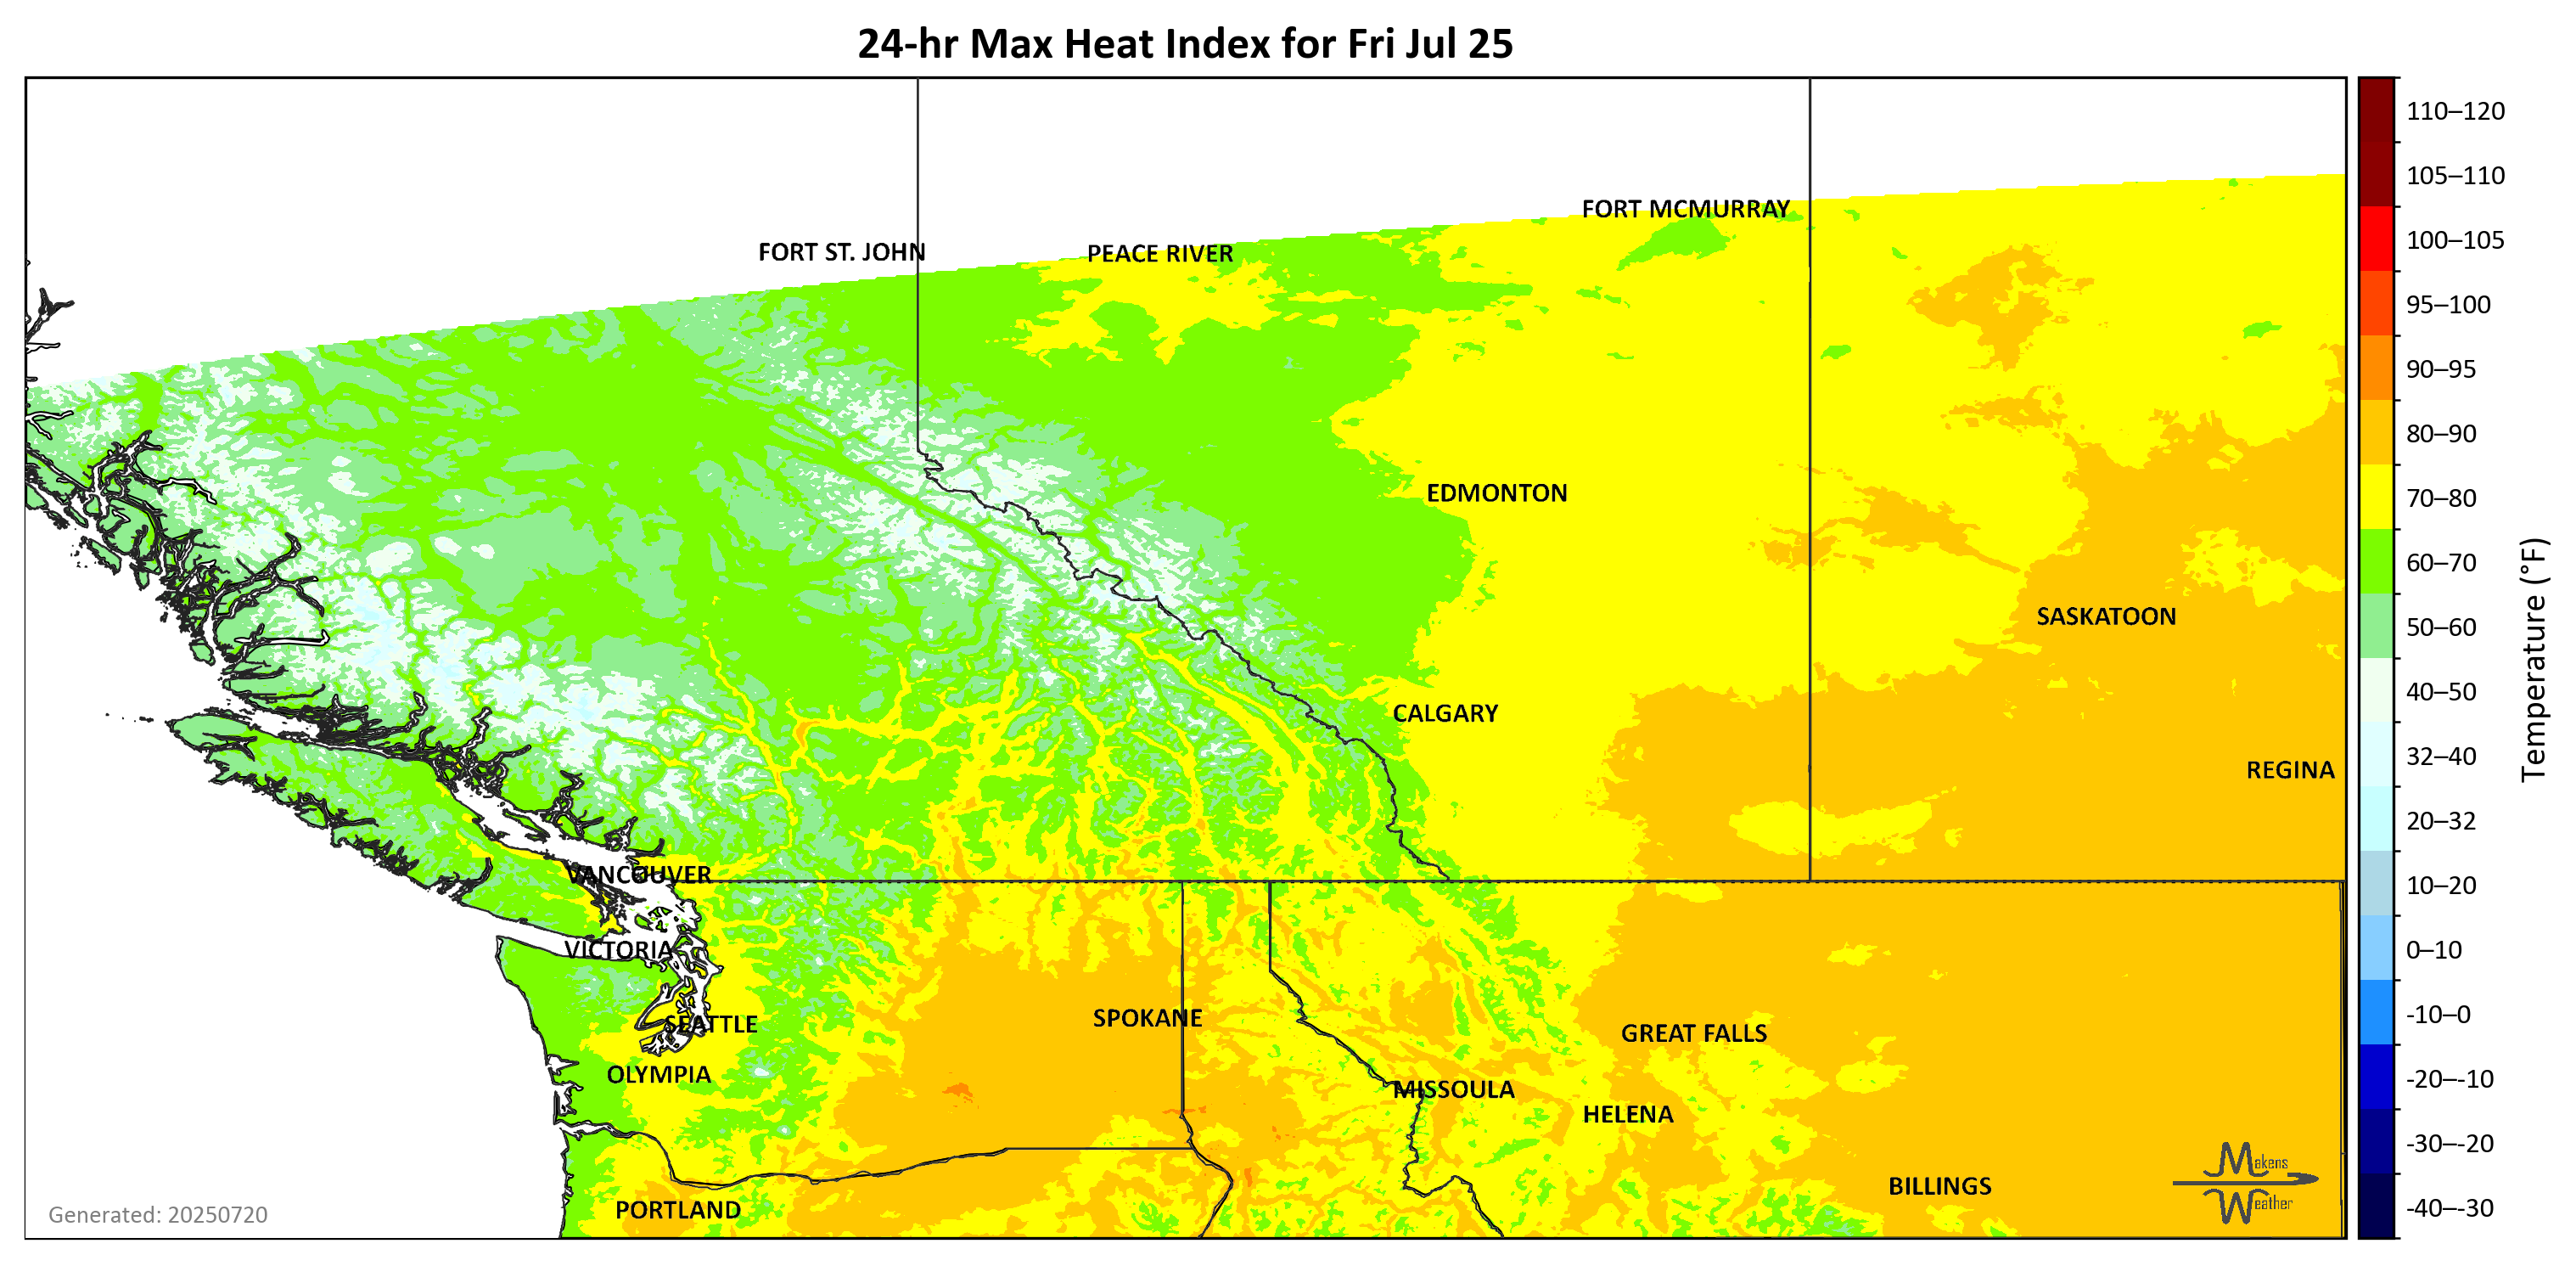 24-hr Max Heat Index for Fri Jul 25
FORT MCMURRAY
FORT ST. JOHN
PEACE RIVER
EDMONTON
SASKATOON
CALGARY
REGINA
VANCOUVER
VICTORIA
SEATTLE
SPOKANE
GREAT FALLS
OLYMPIA
MISSOULA
HELENA
BILLINGS
PORTLAND
Makens
Weather
Generated: 20250720
110–120
105–110
100–105
95–100
90–95
80–90
70–80
60–70
50–60
40–50
32–40
20–32
10–20
0–10
-10–0
-20–-10
-30–-20
-40–-30
Temperature (°F)